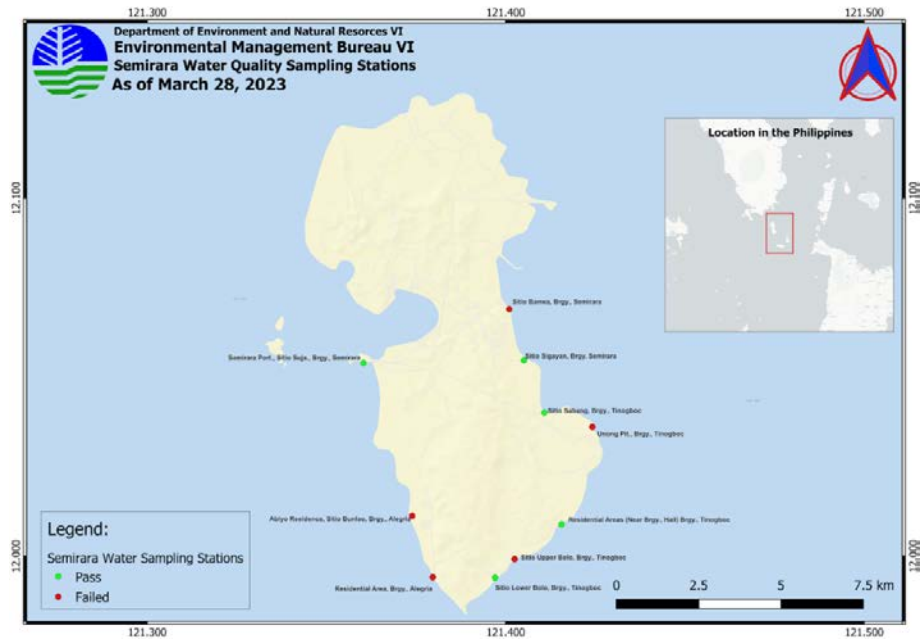 121.300
121.400
121.500
Department of Environment and Natural Resorces VI
Environmental Management Bureau VI
Semirara Water Quality Sampling Stations
As of March 28, 2023
Location in the Philippines
12.100
12.100
Sitio Barnea, Brgy., Semirara
Semirara Port., Sitio Suja., Brgy., Semirara
Sitio Sigayan, Brgy. Semirara
Sitio Sabang, Brgy., Tinogboc
Unong Pit., Brgy., Tinogboc
Residential Areas (Near Brgy., Hall) Brgy., Tinogboc
Sitio Bunlao, Brgy., Alegria
Sitio Upper Bolo, Brgy., Tinogboc
Residential Area, Brgy., Alegria
Sitio Lower Bolo, Brgy., Tinogboc
Legend:
Semirara Water Sampling Stations
Pass
Failed
12.000
12.000
0 2.5 5 7.5 km
121.300
121.400
121.500